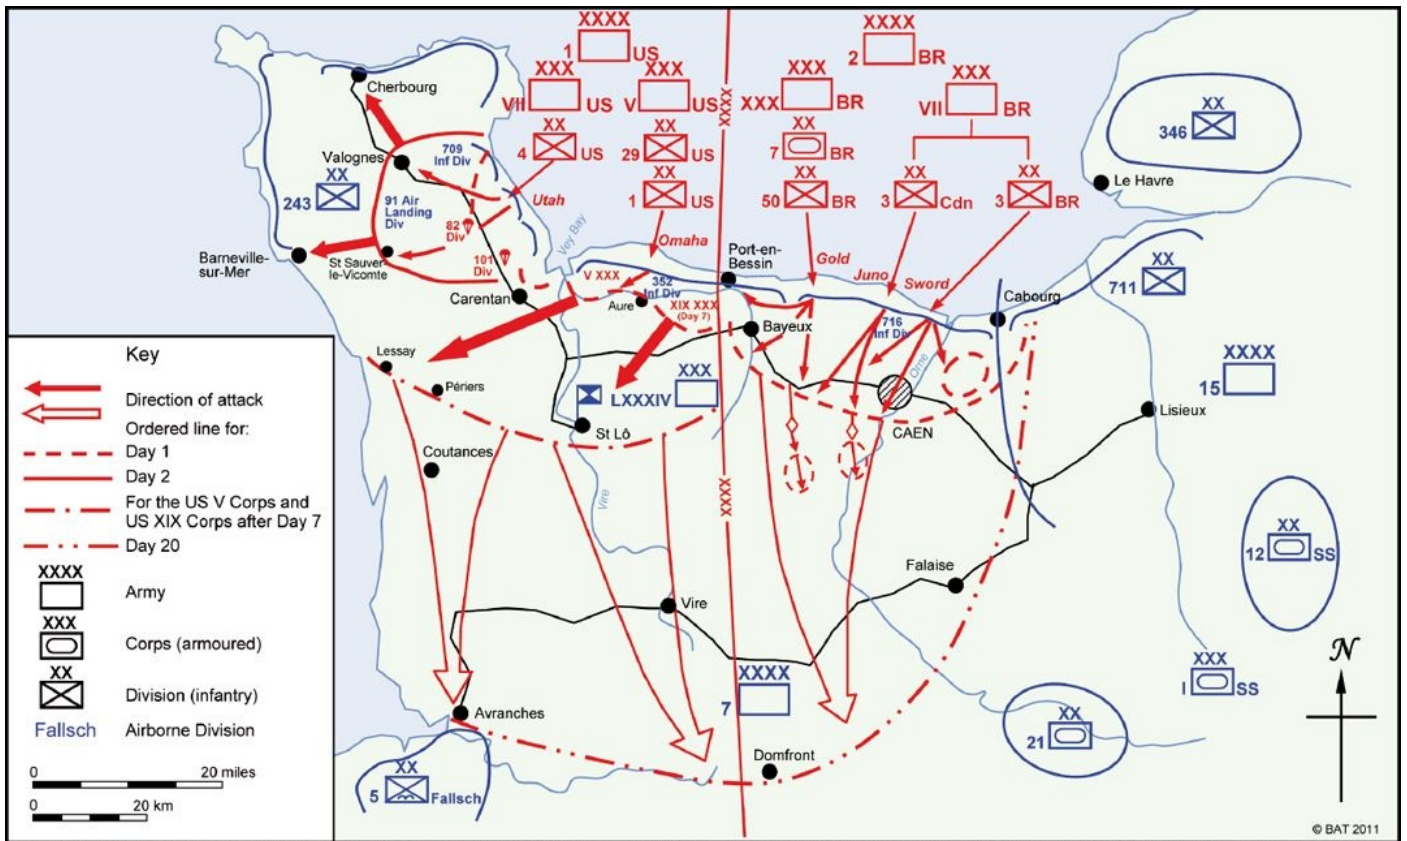 XXXX
1 US
XXX
VII US
XX
4 US
XXX
V US
XX
29 US
XX
1 US
XXXX
XXXX
XXXX
2 BR
XXX
XXX BR
XX
7 BR
XX
50 BR
XXX
VII BR
XX
3 Cdn
XX
3 BR
XX
346
Le Havre
Cherbourg
Valognes
709
Inf Div
XX
243
91 Air
Landing
Div
82
Div
101
Div
Utah
Vey Bay
Barneville-
sur-Mer
St Sauver
-le-Vicomte
Carentan
Omaha
V XXX
352
Inf Div
Aure
XIX XXX
(Day 7)
Port-en-
Bessin
Gold
Juno
Sword
Bayeux
716
Inf Div
Orne
Cabourg
XX
711
XXXX
15
Lisieux
CAEN
Lessay
Périers
Coutances
XXX
LXXXIV
St Lô
Vire
Vire
Falaise
XX
12 SS
XXX
I SS
XX
21
XXXX
7
Avranches
Domfront
XX
5 Fallsch
N
Key
Direction of attack
Ordered line for:
Day 1
Day 2
For the US V Corps and
US XIX Corps after Day 7
Day 20
XXXX
Army
XXX
Corps (armoured)
XX
Division (infantry)
Fallsch Airborne Division
0 20 miles
0 20 km
© BAT 2011